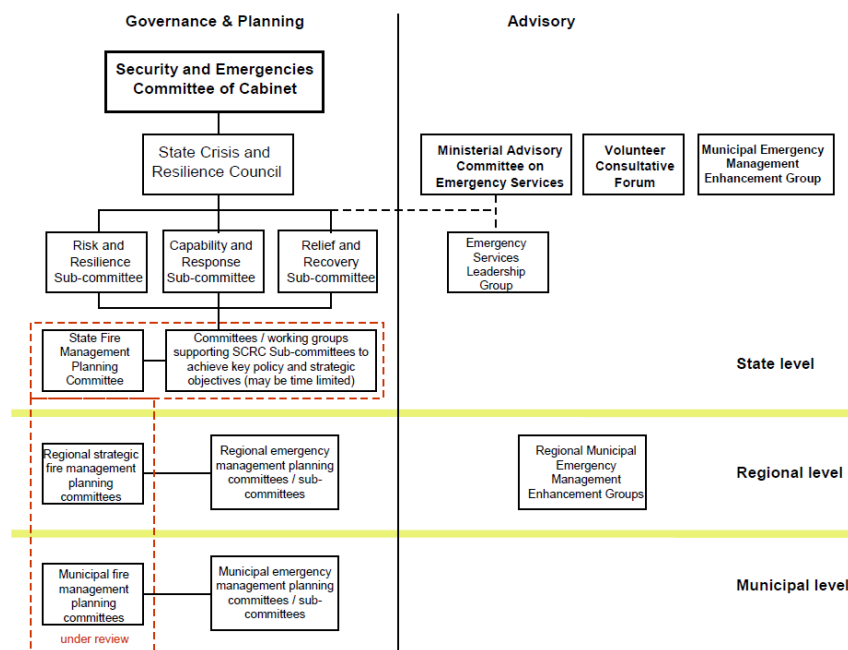 Governance & Planning
Advisory
Security and Emergencies
Committee of Cabinet
State Crisis and
Resilience Council
Ministerial Advisory
Committee on
Emergency Services
Volunteer
Consultative
Forum
Municipal Emergency
Management
Enhancement Group
Risk and
Resilience
Sub-committee
Capability and
Response
Sub-committee
Relief and
Recovery
Sub-committee
Emergency
Services
Leadership
Group
State Fire
Management
Planning
Committee
Committees / working groups
supporting SCRC Sub-committees to
achieve key policy and strategic
objectives (may be time limited)
State level
Regional strategic
fire management
planning
committees
Regional emergency
management planning
committees / sub-
committees
Regional Municipal
Emergency
Management
Enhancement Groups
Regional level
Municipal fire
management
planning
committees
Municipal emergency
management planning
committees / sub-
committees
Municipal level
under review